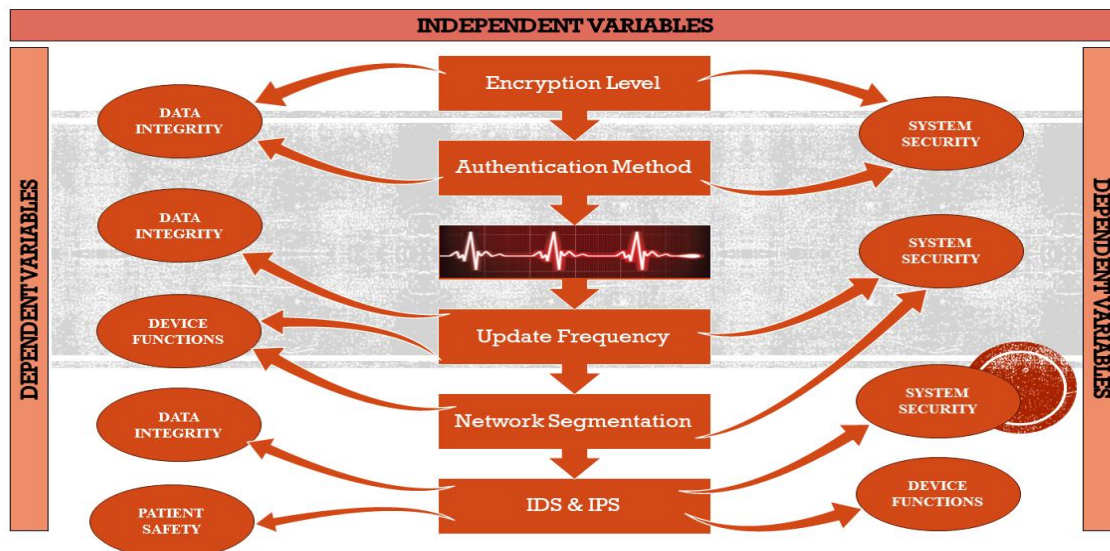 INDEPENDENT VARIABLES
DEPENDENT VARIABLES
DATA
INTEGRITY
DATA
INTEGRITY
DEVICE
FUNCTIONS
DATA
INTEGRITY
PATIENT
SAFETY
Encryption Level
Authentication Method
Update Frequency
Network Segmentation
IDS & IPS
SYSTEM
SECURITY
SYSTEM
SECURITY
SYSTEM
SECURITY
DEVICE
FUNCTIONS
DEPENDENT VARIABLES